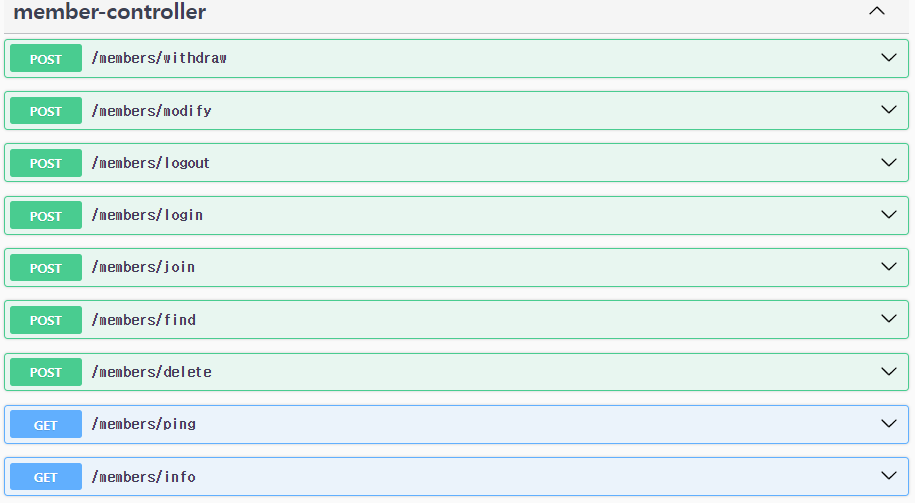 member-controller
POST /members/withdraw
POST /members/modify
POST /members/logout
POST /members/login
POST /members/join
POST /members/find
POST /members/delete
GET /members/ping
GET /members/info